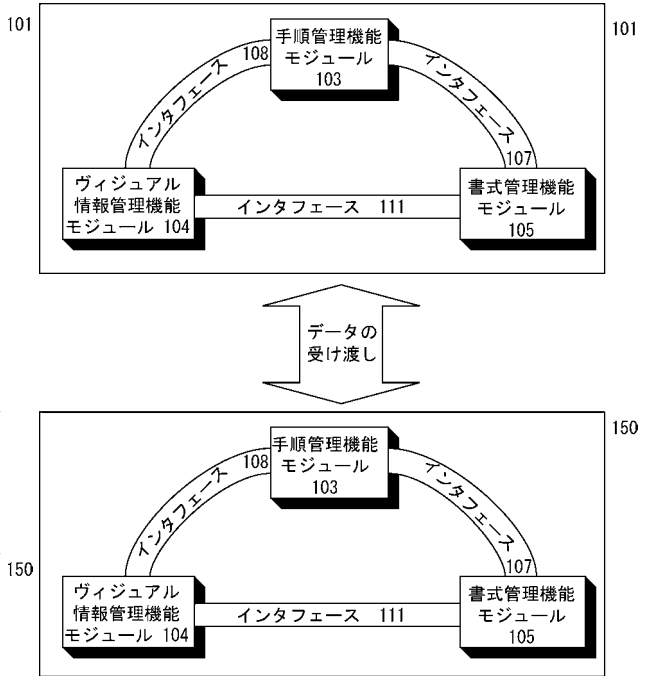 101
101
手順管理機能
モジュール
103
インタフェース 108
インタフェース
107
ヴィジュアル
情報管理機能
モジュール 104
インタフェース 111
書式管理機能
モジュール
105
データの
受け渡し
150
手順管理機能
モジュール
103
インタフェース 108
インタフェース
107
150
ヴィジュアル
情報管理機能
モジュール 104
インタフェース 111
書式管理機能
モジュール
105